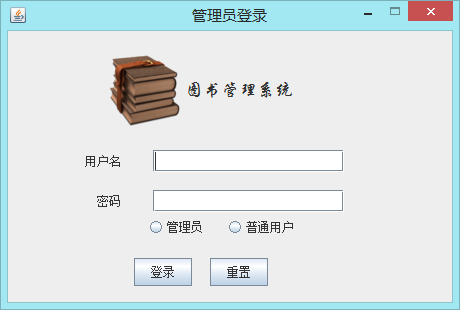 管理员登录
图书管理系统
用户名
密码
管理员 普通用户
登录 重置